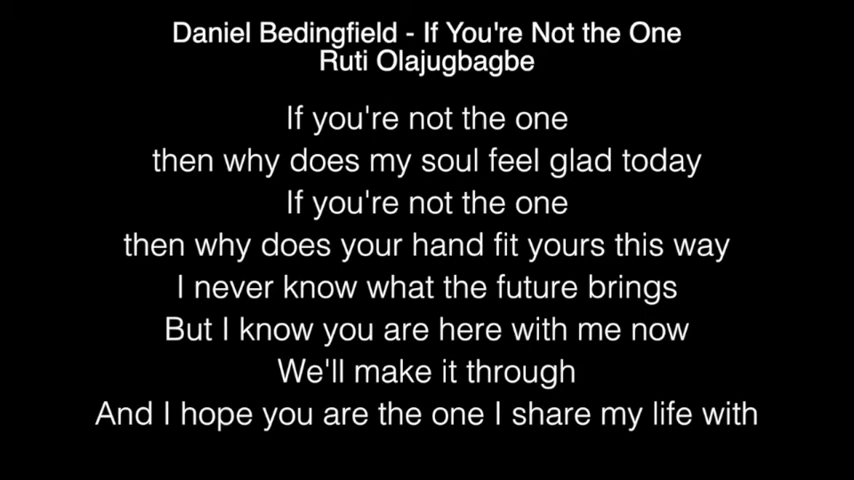 Daniel Bedingfield - If You're Not the One
Ruti Olajugbagbe
If you're not the one
then why does my soul feel glad today
If you're not the one
then why does your hand fit yours this way
I never know what the future brings
But I know you are here with me now
We'll make it through
And I hope you are the one I share my life with